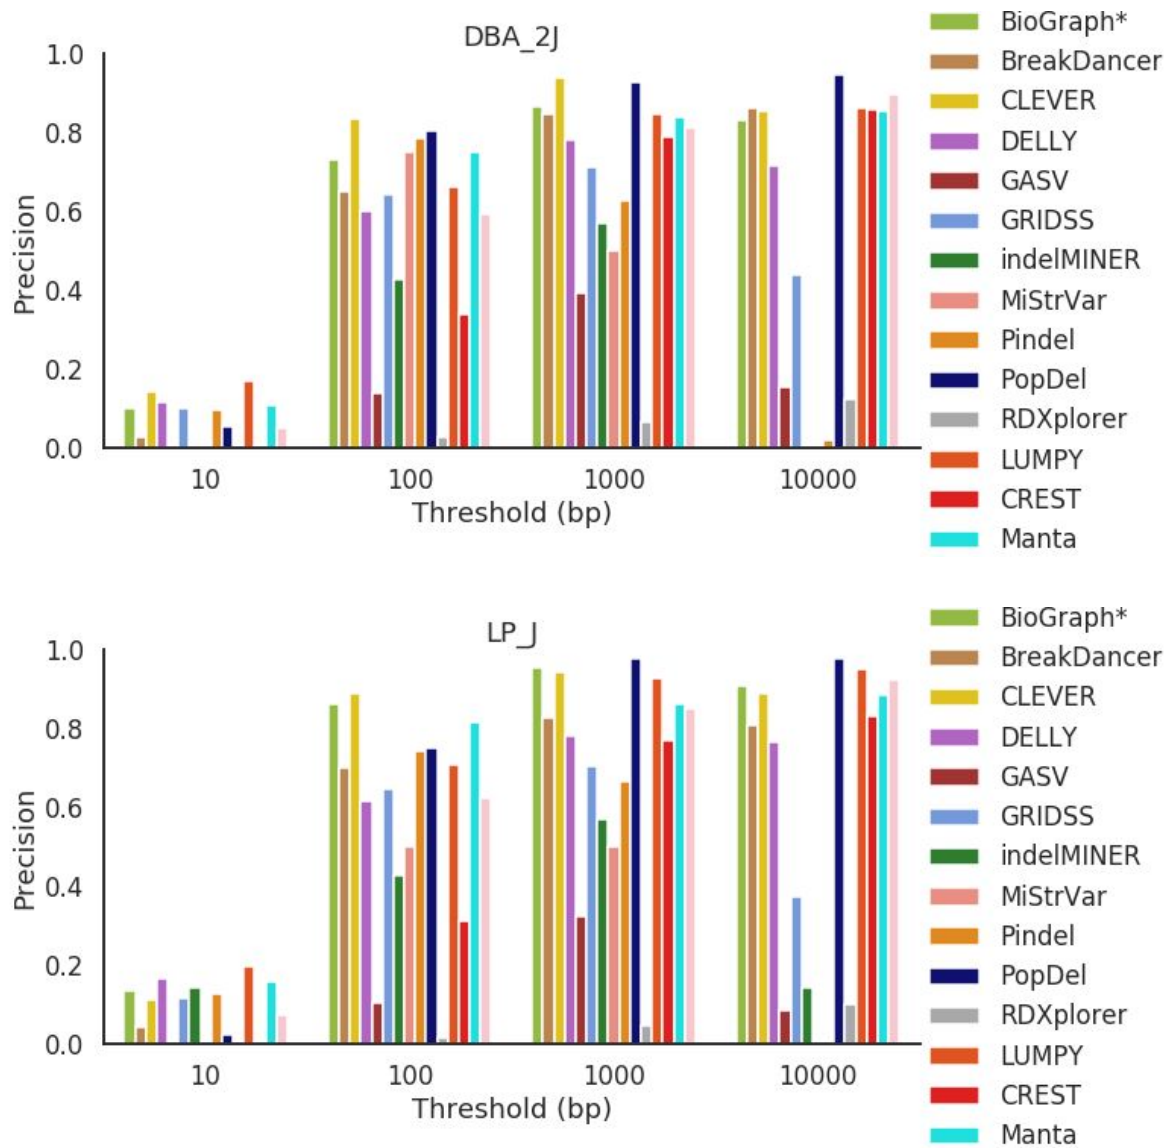 DBA_2J
1.0
0.8
0.6
0.4
0.2
0.0
Precision
10 100 1000 10000
Threshold (bp)
BioGraph*
BreakDancer
CLEVER
DELLY
GASV
GRIDSS
indelMINER
MiStrVar
Pindel
PopDel
RDXplorer
LUMPY
CREST
Manta
LP_J
1.0
0.8
0.6
0.4
0.2
0.0
Precision
10 100 1000 10000
Threshold (bp)
BioGraph*
BreakDancer
CLEVER
DELLY
GASV
GRIDSS
indelMINER
MiStrVar
Pindel
PopDel
RDXplorer
LUMPY
CREST
Manta